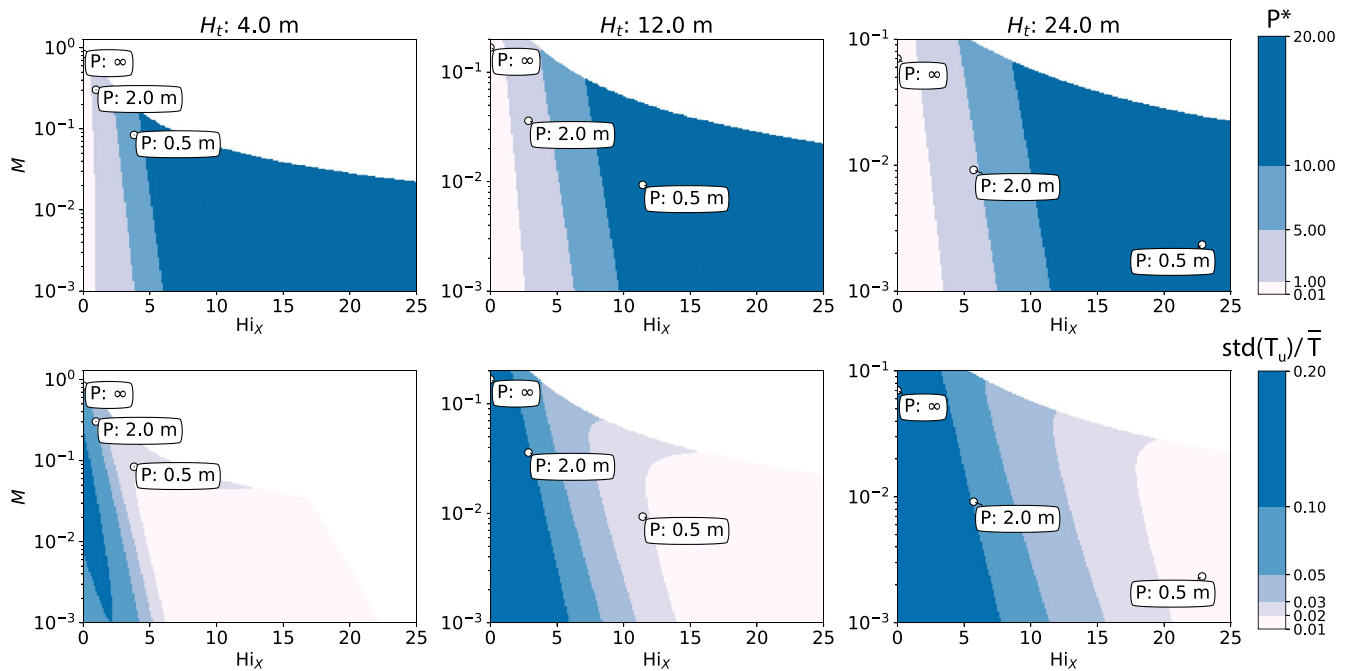 H_t: 4.0 m
H_t: 12.0 m
H_t: 24.0 m
P*
M
10^0
10^-1
10^-2
10^-3
P: ∞
P: 2.0 m
P: 0.5 m
0 5 10 15 20 25
Hi_X
10^-1
10^-2
10^-3
P: ∞
P: 2.0 m
P: 0.5 m
0 5 10 15 20 25
Hi_X
10^-1
10^-2
10^-3
P: ∞
P: 2.0 m
P: 0.5 m
0 5 10 15 20 25
Hi_X
20.00
10.00
5.00
1.00
0.01
std(T_u)/T̅
M
10^0
10^-1
10^-2
10^-3
P: ∞
P: 2.0 m
P: 0.5 m
0 5 10 15 20 25
Hi_X
10^-1
10^-2
10^-3
P: ∞
P: 2.0 m
P: 0.5 m
0 5 10 15 20 25
Hi_X
10^-1
10^-2
10^-3
P: ∞
P: 2.0 m
P: 0.5 m
0 5 10 15 20 25
Hi_X
0.20
0.10
0.05
0.03
0.02
0.01